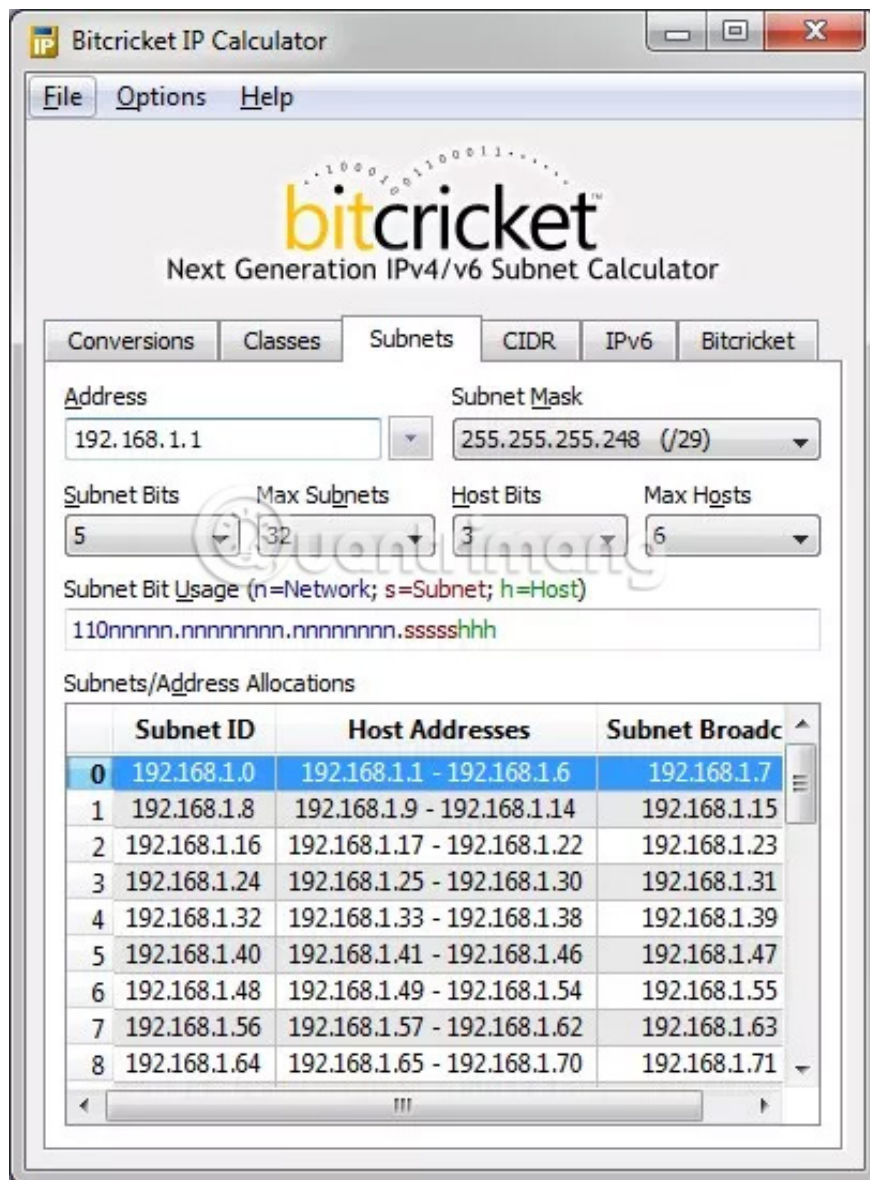 IP Bitcricket IP Calculator
File Options Help
..1000100110 0011.....
bitcricket™
Next Generation IPv4/v6 Subnet Calculator
Conversions Classes Subnets CIDR IPv6 Bitcricket
Address Subnet Mask
192.168.1.1 255.255.255.248 (/29)
Subnet Bits Max Subnets Host Bits Max Hosts
5 32 3 6
Quantrimang
Subnet Bit Usage (n=Network; s=Subnet; h=Host)
110nnnnn.nnnnnnnn.nnnnnnnn.ssssshhh
Subnets/Address Allocations
Subnet ID Host Addresses Subnet Broadc
0 192.168.1.0 192.168.1.1 - 192.168.1.6 192.168.1.7
1 192.168.1.8 192.168.1.9 - 192.168.1.14 192.168.1.15
2 192.168.1.16 192.168.1.17 - 192.168.1.22 192.168.1.23
3 192.168.1.24 192.168.1.25 - 192.168.1.30 192.168.1.31
4 192.168.1.32 192.168.1.33 - 192.168.1.38 192.168.1.39
5 192.168.1.40 192.168.1.41 - 192.168.1.46 192.168.1.47
6 192.168.1.48 192.168.1.49 - 192.168.1.54 192.168.1.55
7 192.168.1.56 192.168.1.57 - 192.168.1.62 192.168.1.63
8 192.168.1.64 192.168.1.65 - 192.168.1.70 192.168.1.71